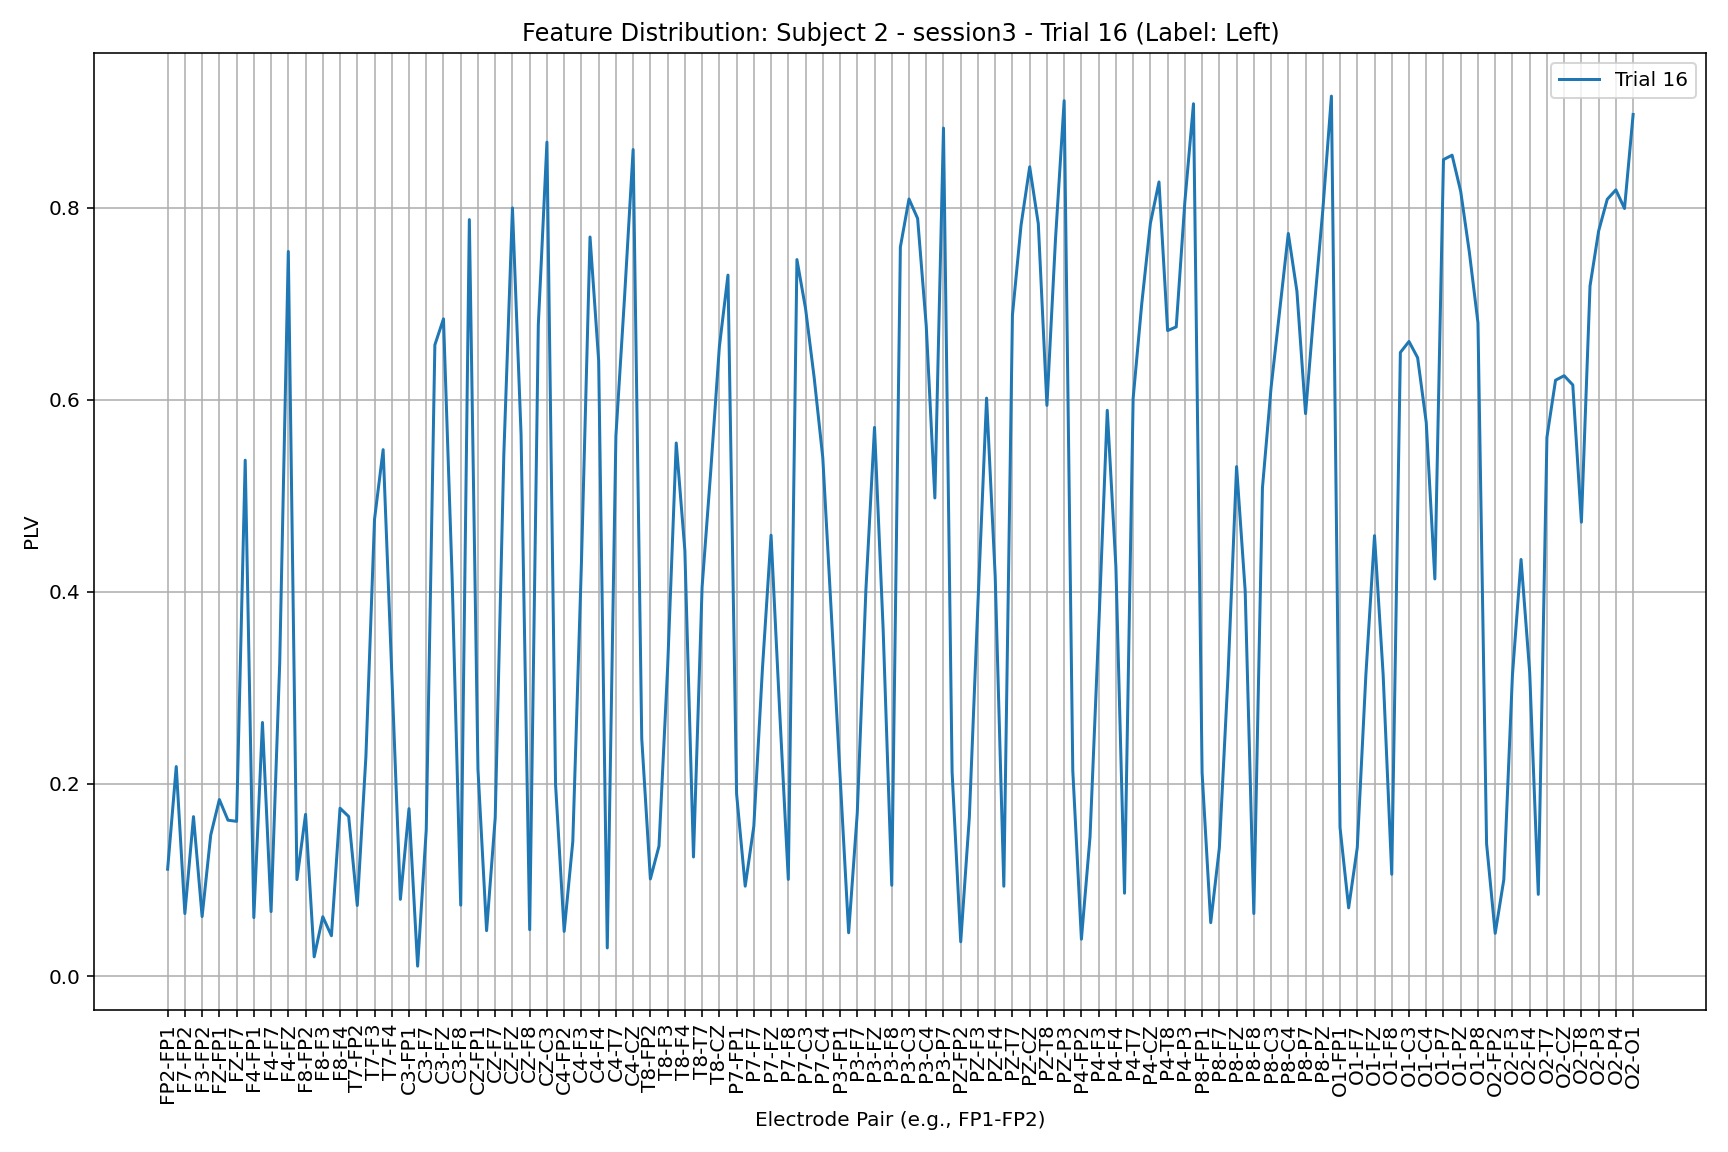 Feature Distribution: Subject 2 - session3 - Trial 16 (Label: Left)
Trial 16
PLV
0.8
0.6
0.4
0.2
0.0
FP2-FP1
F7-FP2
F3-FP2
FZ-FP1
FZ-F7
F4-FP1
F4-F7
F4-FZ
F8-FP2
F8-F3
F8-F4
T7-FP2
T7-F3
T7-F4
C3-FP1
C3-F7
C3-FZ
C3-F8
CZ-FP1
CZ-F7
CZ-FZ
CZ-F8
CZ-C3
C4-FP2
C4-F3
C4-F4
C4-T7
C4-CZ
T8-FP2
T8-F3
T8-F4
T8-T7
T8-CZ
P7-FP1
P7-F7
P7-FZ
P7-F8
P7-C3
P7-C4
P3-FP1
P3-F7
P3-FZ
P3-F8
P3-C3
P3-C4
P3-P7
PZ-FP2
PZ-F3
PZ-F4
PZ-T7
PZ-CZ
PZ-T8
PZ-P3
P4-FP2
P4-F3
P4-F4
P4-T7
P4-CZ
P4-T8
P4-P3
P8-FP1
P8-F7
P8-FZ
P8-F8
P8-C3
P8-C4
P8-P7
P8-PZ
O1-FP1
O1-F7
O1-FZ
O1-F8
O1-C3
O1-C4
O1-P7
O1-PZ
O1-P8
O2-FP2
O2-F3
O2-F4
O2-T7
O2-CZ
O2-T8
O2-P3
O2-P4
O2-O1
Electrode Pair (e.g., FP1-FP2)